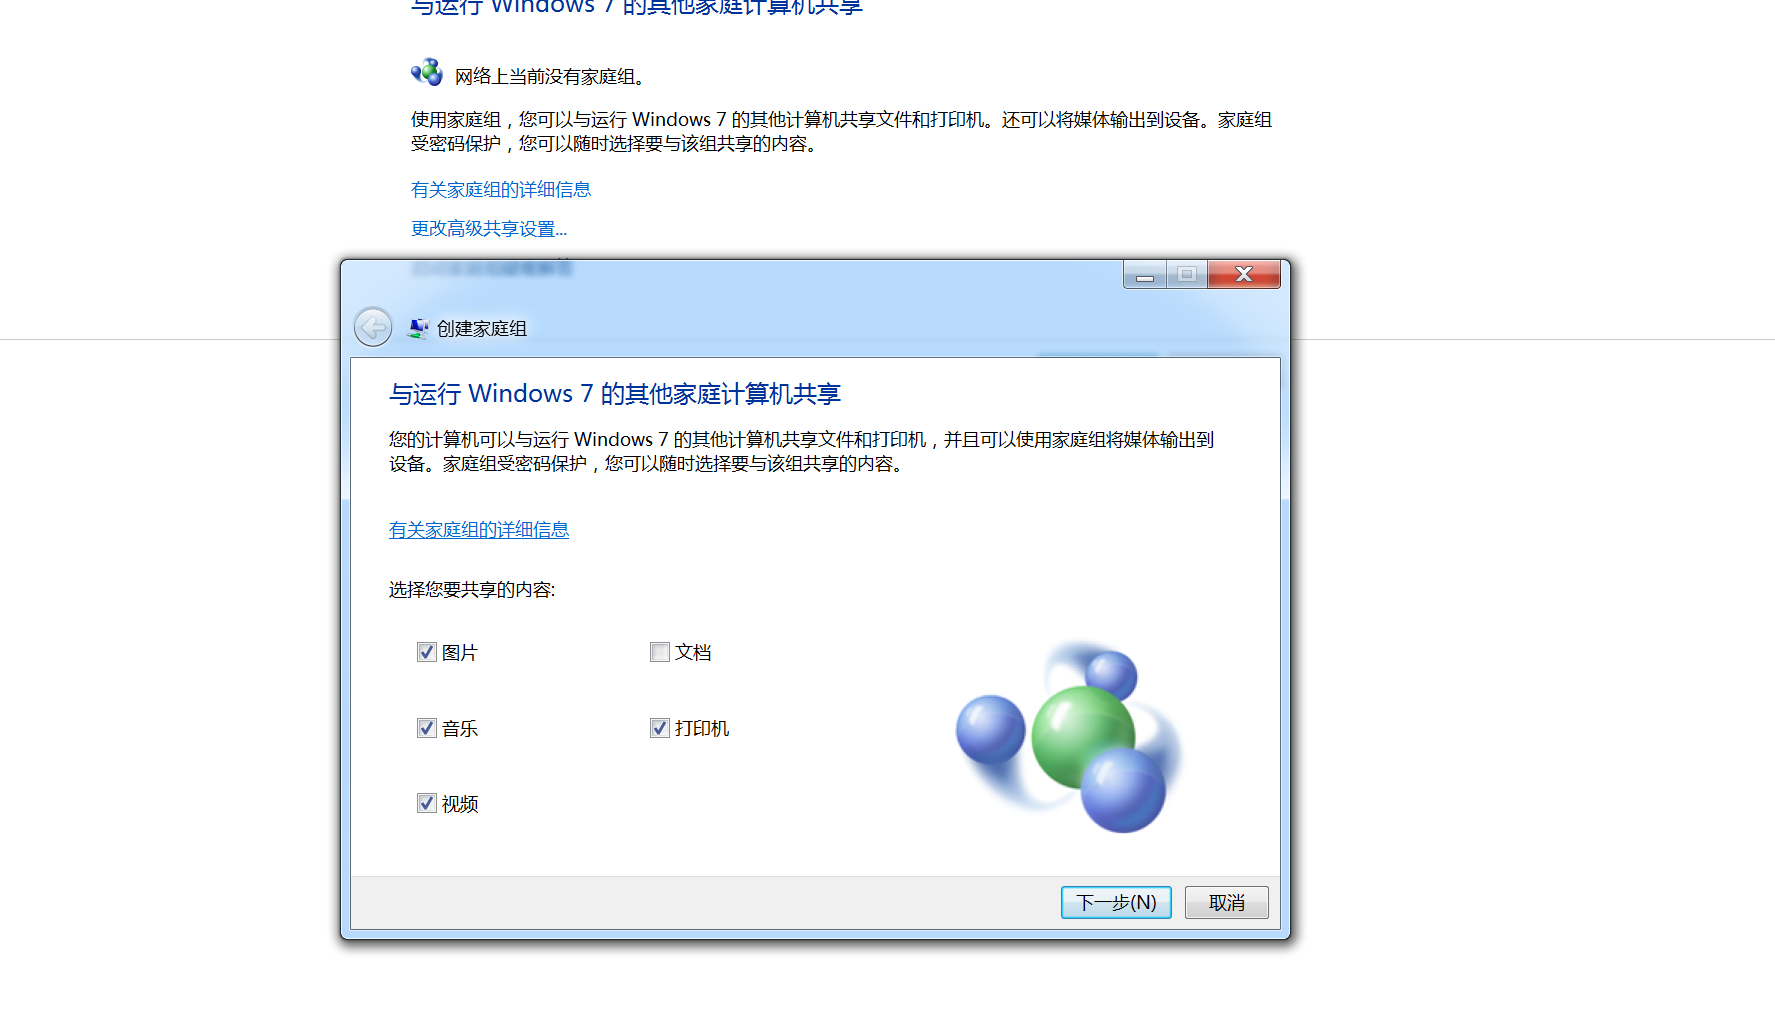 与运行 Windows 7 的其他家庭计算机共享
网络上当前没有家庭组。
使用家庭组，您可以与运行 Windows 7 的其他计算机共享文件和打印机。还可以将媒体输出到设备。家庭组
受密码保护，您可以随时选择要与该组共享的内容。
有关家庭组的详细信息
更改高级共享设置...
创建家庭组
与运行 Windows 7 的其他家庭计算机共享
您的计算机可以与运行 Windows 7 的其他计算机共享文件和打印机，并且可以使用家庭组将媒体输出到
设备。家庭组受密码保护，您可以随时选择要与该组共享的内容。
有关家庭组的详细信息
选择您要共享的内容:
图片 文档
音乐 打印机
视频
下一步(N) 取消